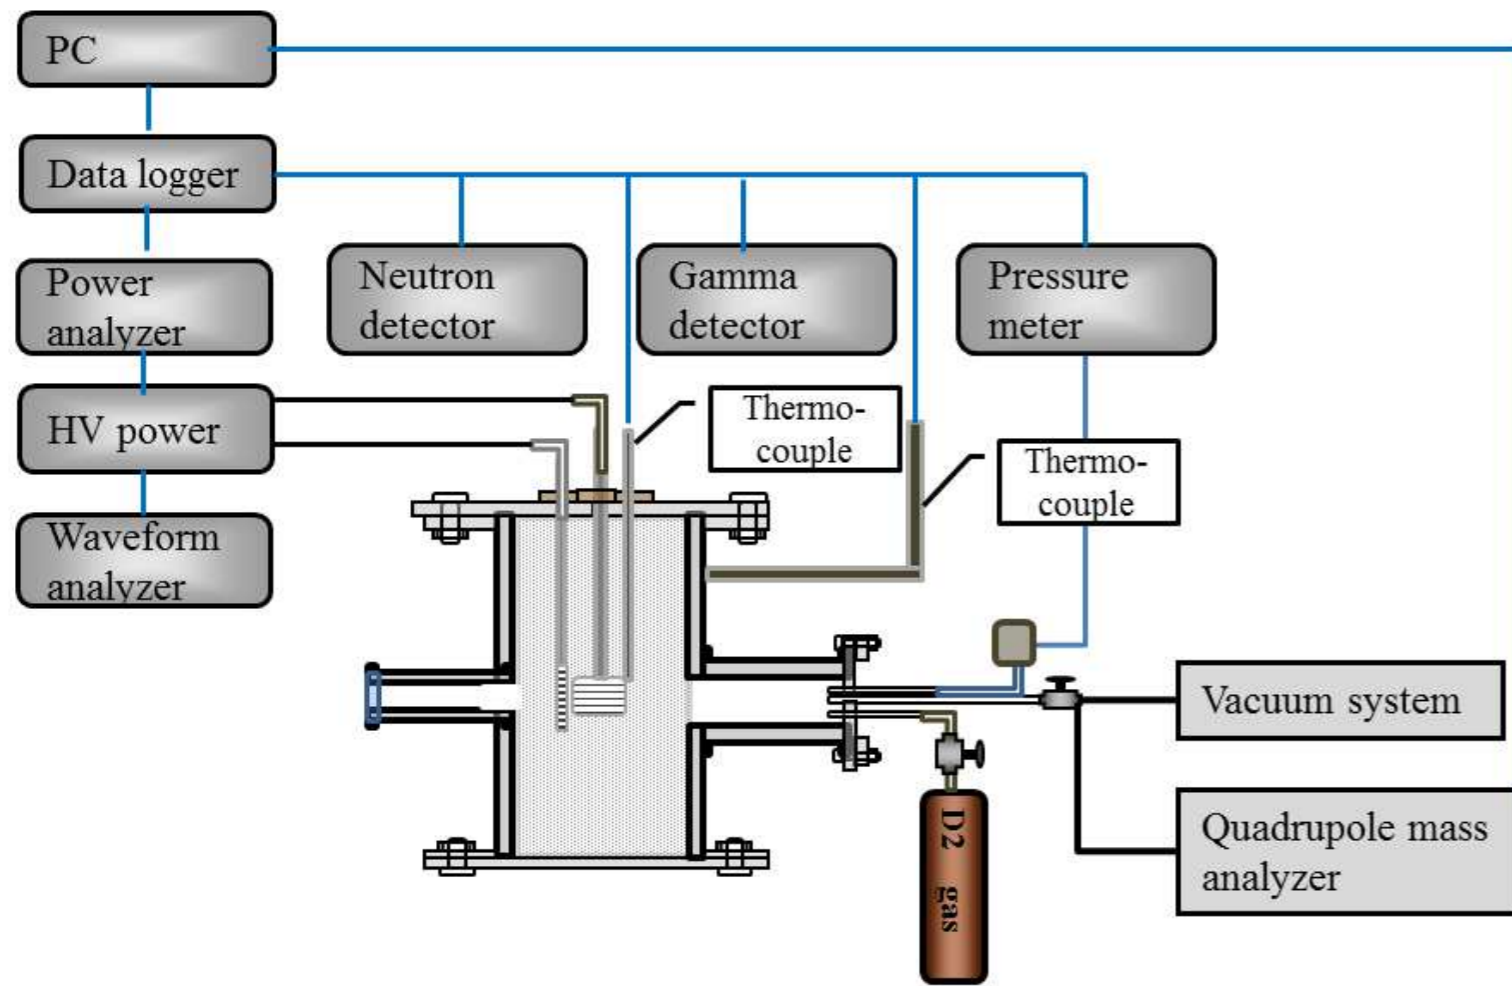 PC
Data logger
Power
analyzer
Neutron
detector
Gamma
detector
Pressure
meter
HV power
Thermo-
couple
Thermo-
couple
Waveform
analyzer
Vacuum system
D2 gas
Quadrupole mass
analyzer